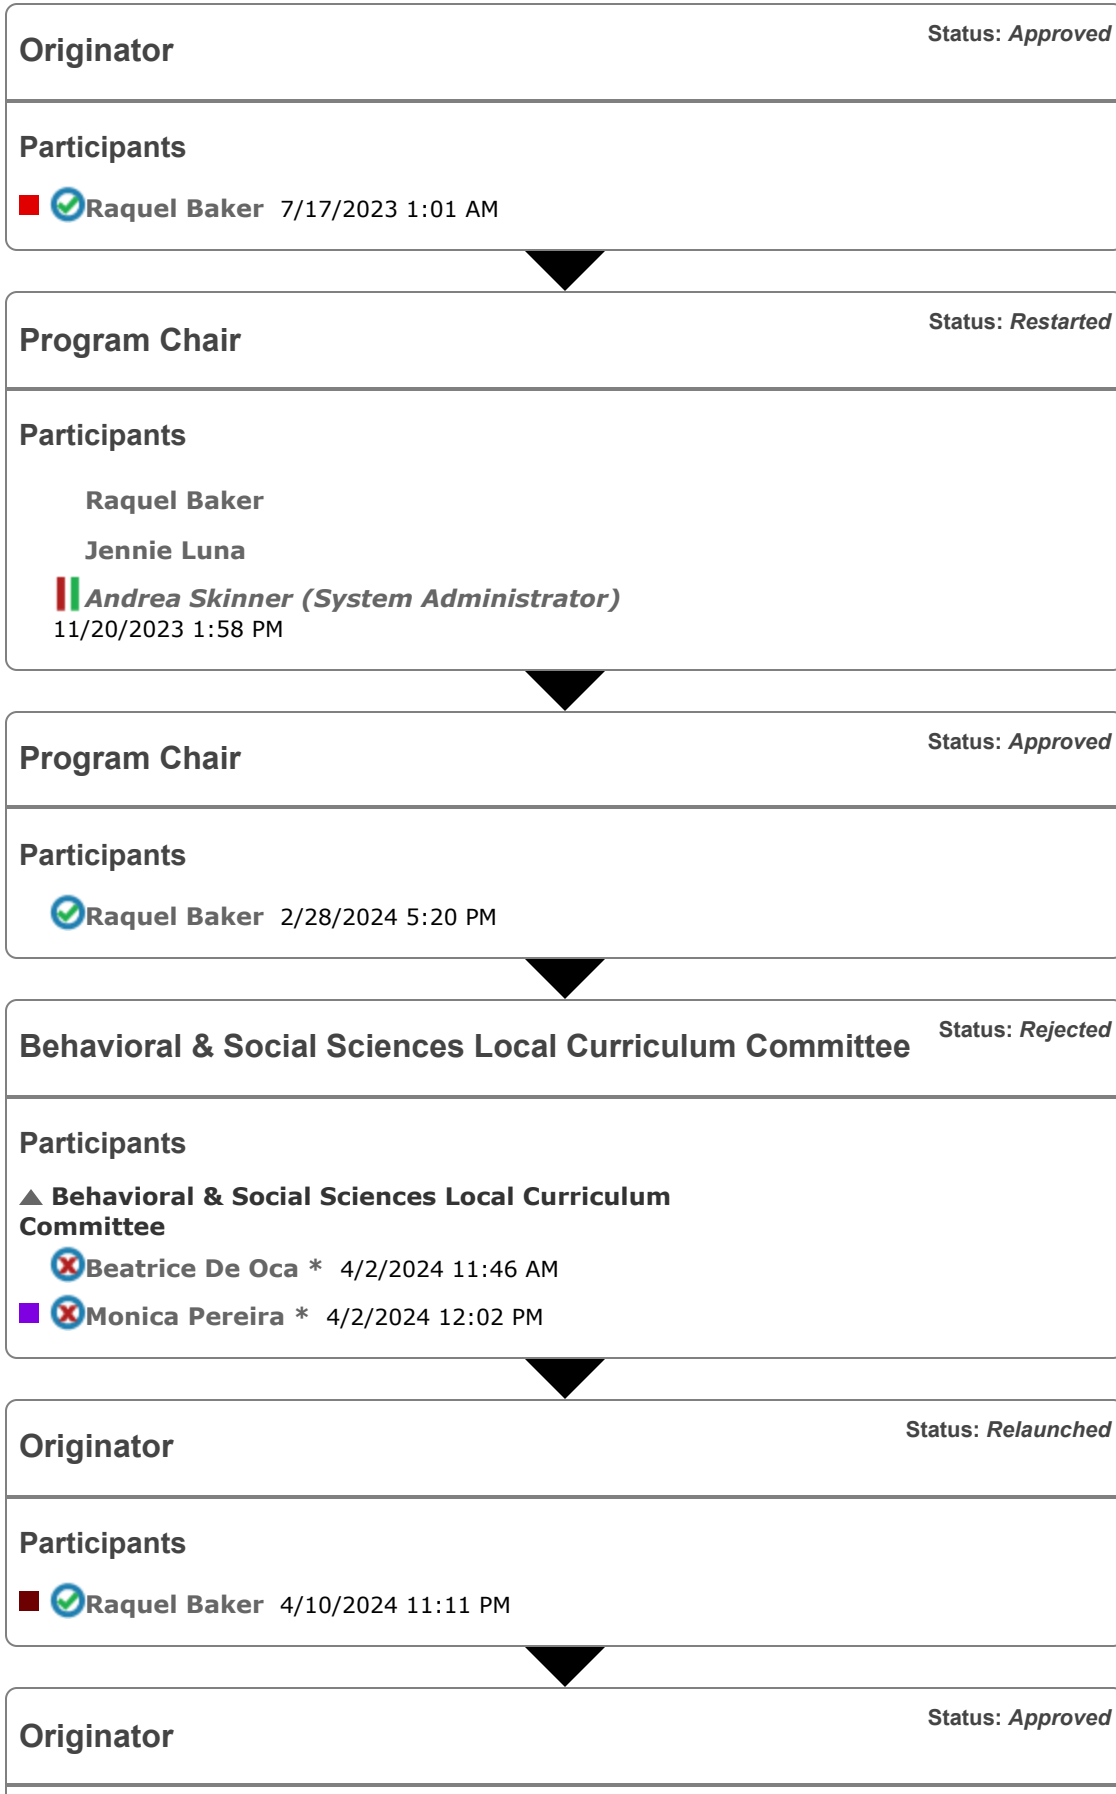 Originator
Status: Approved
Participants
Raquel Baker 7/17/2023 1:01 AM
Program Chair
Status: Restarted
Participants
Raquel Baker
Jennie Luna
Andrea Skinner (System Administrator)
11/20/2023 1:58 PM
Program Chair
Status: Approved
Participants
Raquel Baker 2/28/2024 5:20 PM
Behavioral & Social Sciences Local Curriculum Committee
Status: Rejected
Participants
Behavioral & Social Sciences Local Curriculum
Committee
Beatrice De Oca * 4/2/2024 11:46 AM
Monica Pereira * 4/2/2024 12:02 PM
Originator
Status: Relaunched
Participants
Raquel Baker 4/10/2024 11:11 PM
Originator
Status: Approved